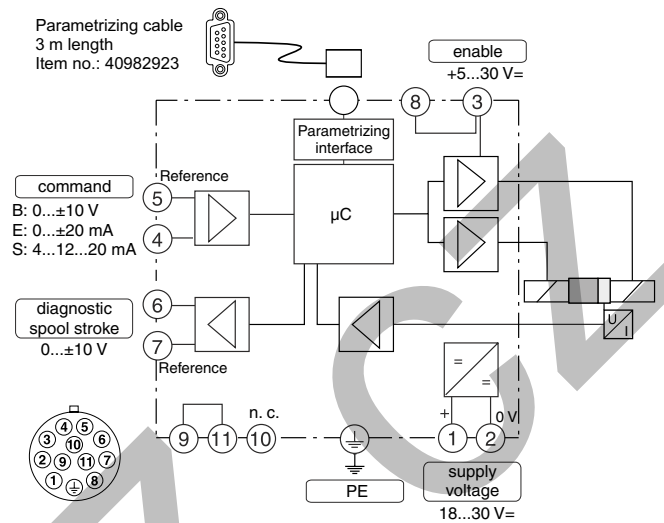 Parametrizing cable
3 m length
Item no.: 40982923
enable
+5...30 V=
8
3
Parametrizing
interface
command
B: 0...±10 V
E: 0...±20 mA
S: 4...12...20 mA
Reference
5
4
µC
diagnostic
spool stroke
0...±10 V
6
7
Reference
U
I
=
=
+
0 V
n. c.
9
11
10
1
2
PE
supply
voltage
18...30 V=
4
5
3
10
6
2
9
11
7
1
8